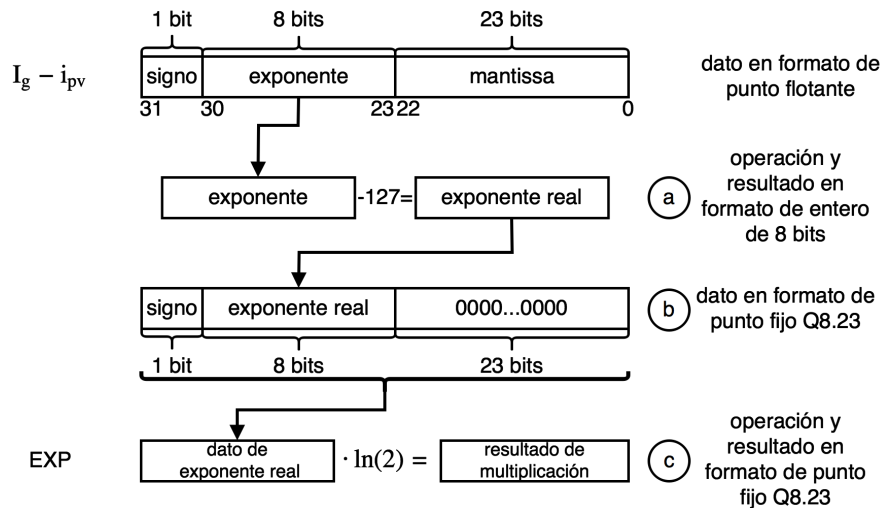 1 bit 8 bits 23 bits
I_g − i_pv signo exponente mantissa dato en formato de
punto flotante
31 30 23 22 0
exponente -127= exponente real a operación y
resultado en
formato de entero
de 8 bits
signo exponente real 0000...0000 b dato en formato de
punto fijo Q8.23
1 bit 8 bits 23 bits
EXP dato de
exponente real · ln(2) = resultado de
multiplicación c operación y
resultado en
formato de punto
fijo Q8.23